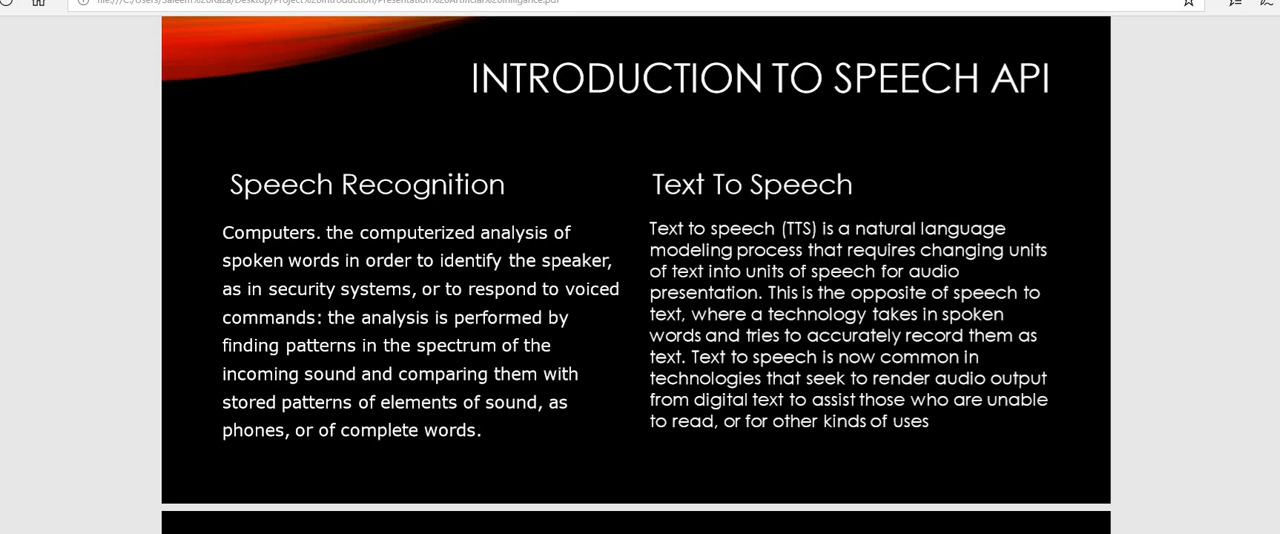 INTRODUCTION TO SPEECH API
Speech Recognition
Computers. the computerized analysis of
spoken words in order to identify the speaker,
as in security systems, or to respond to voiced
commands: the analysis is performed by
finding patterns in the spectrum of the
incoming sound and comparing them with
stored patterns of elements of sound, as
phones, or of complete words.
Text To Speech
Text to speech (TTS) is a natural language
modeling process that requires changing units
of text into units of speech for audio
presentation. This is the opposite of speech to
text, where a technology takes in spoken
words and tries to accurately record them as
text. Text to speech is now common in
technologies that seek to render audio output
from digital text to assist those who are unable
to read, or for other kinds of uses